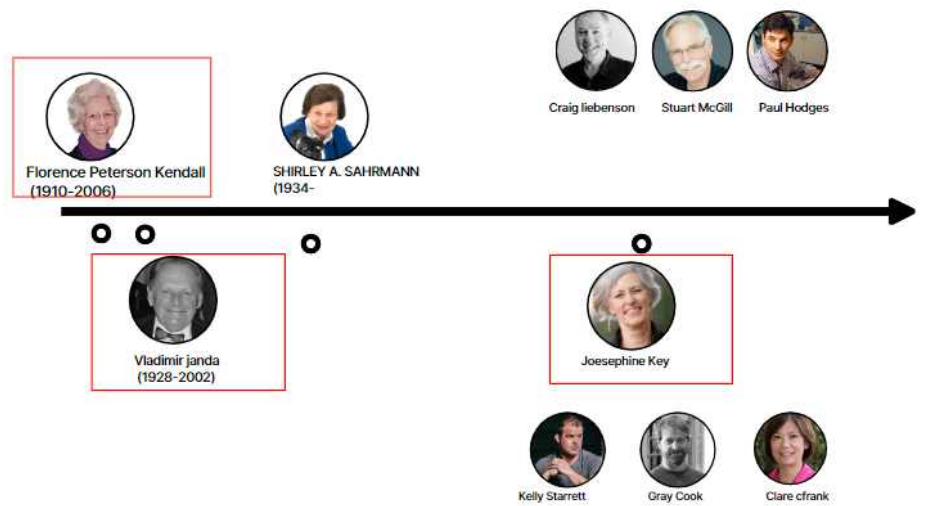 Craig liebenson
Stuart McGill
Paul Hodges
Florence Peterson Kendall
(1910-2006)
SHIRLEY A. SAHRMANN
(1934-
Vladimir janda
(1928-2002)
Joesephine Key
Kelly Starrett
Gray Cook
Clare cfrank